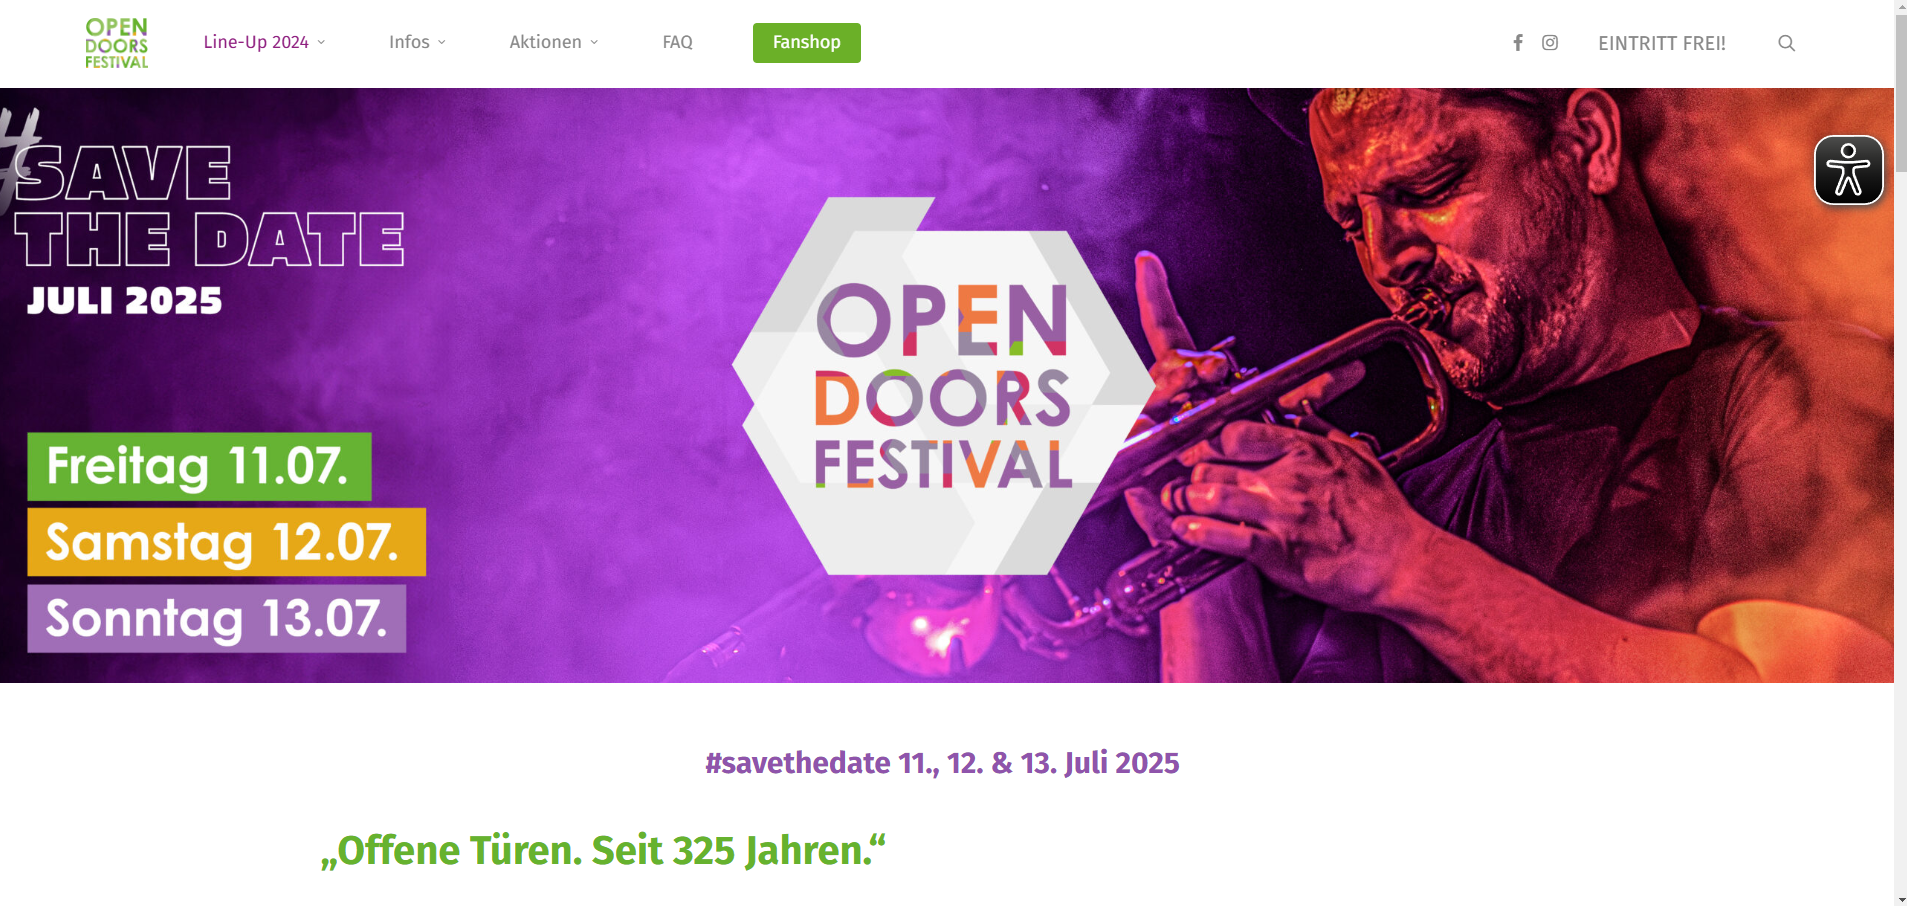 OPEN
DOORS
FESTIVAL
Line-Up 2024
Infos
Aktionen
FAQ
Fanshop
EINTRITT FREI!
#SAVE
THE DATE
JULI 2025
Freitag 11.07.
Samstag 12.07.
Sonntag 13.07.
OPEN
DOORS
FESTIVAL
#savethedate 11., 12. & 13. Juli 2025
„Offene Türen. Seit 325 Jahren.“